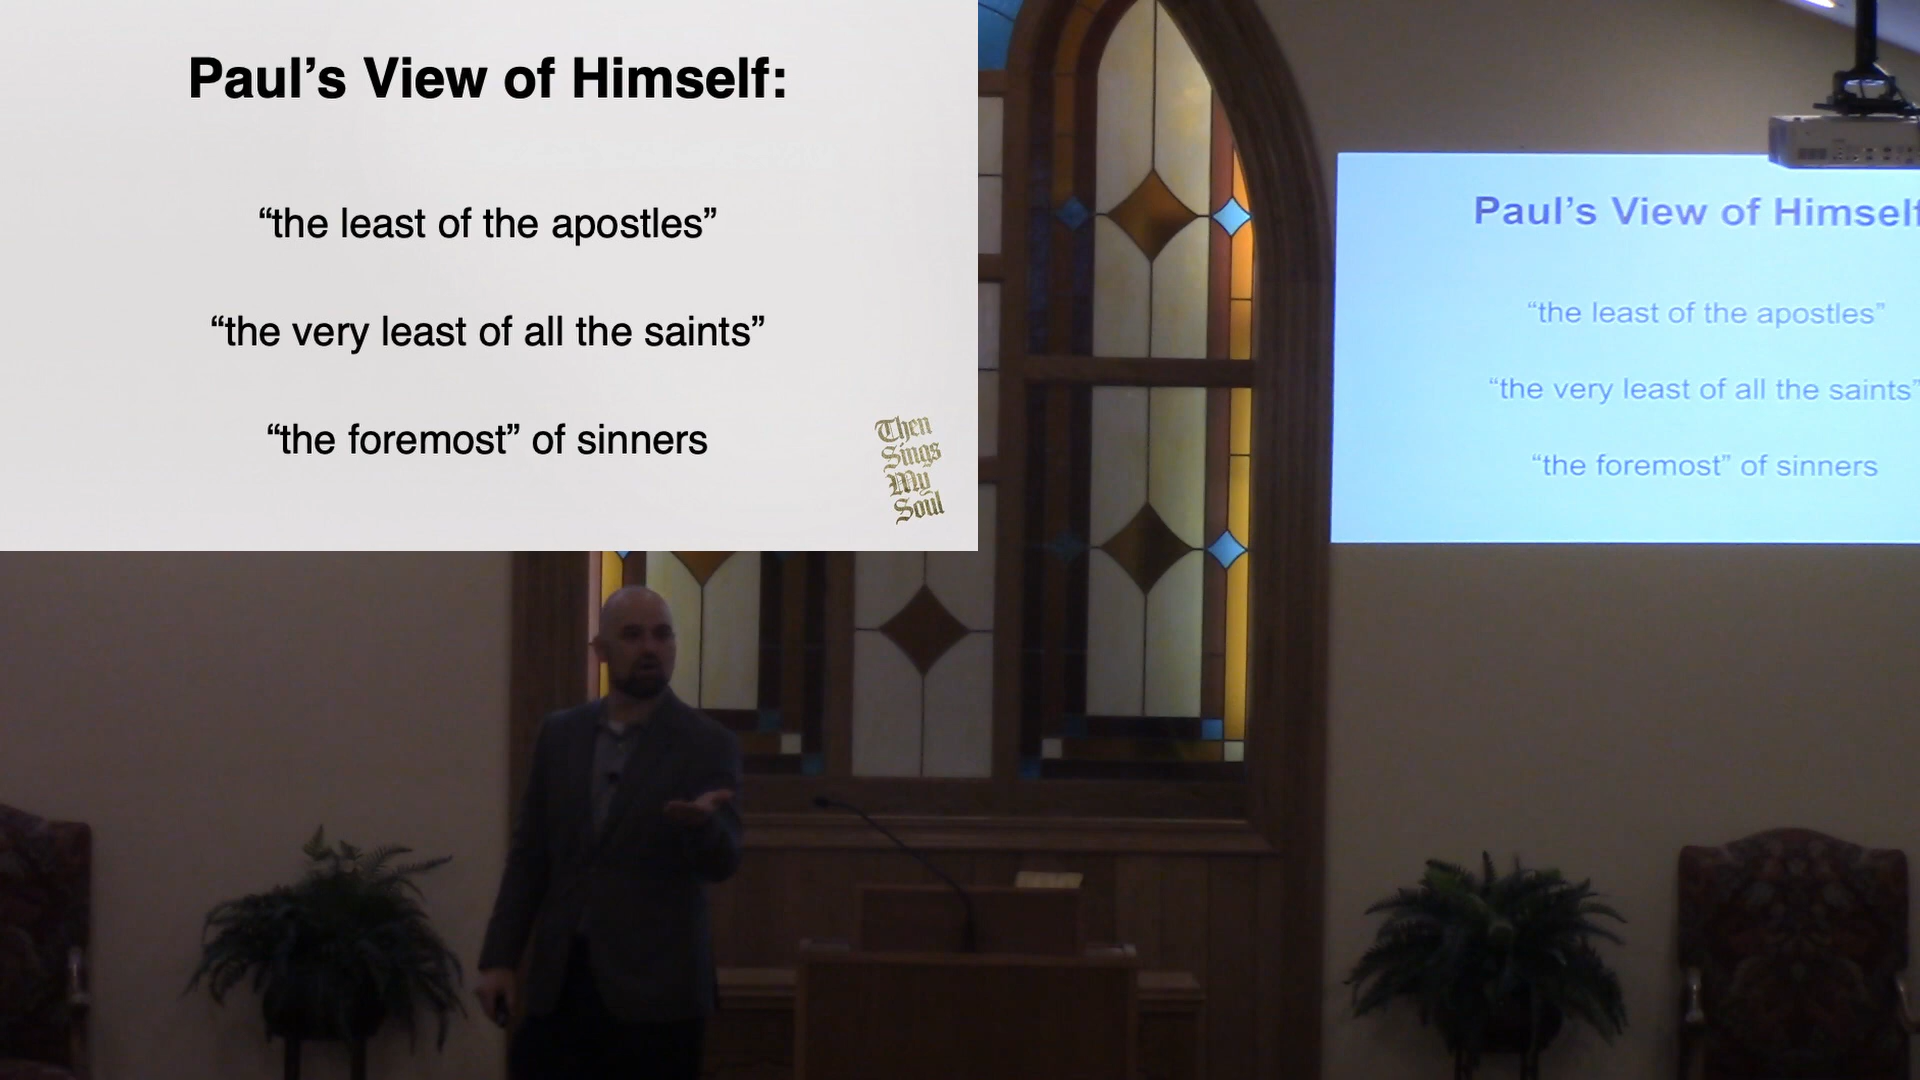 Paul’s View of Himself:
“the least of the apostles”
“the very least of all the saints”
“the foremost” of sinners
Then
Sings
My
Soul
Paul’s View of Himself
“the least of the apostles”
“the very least of all the saints”
“the foremost” of sinners